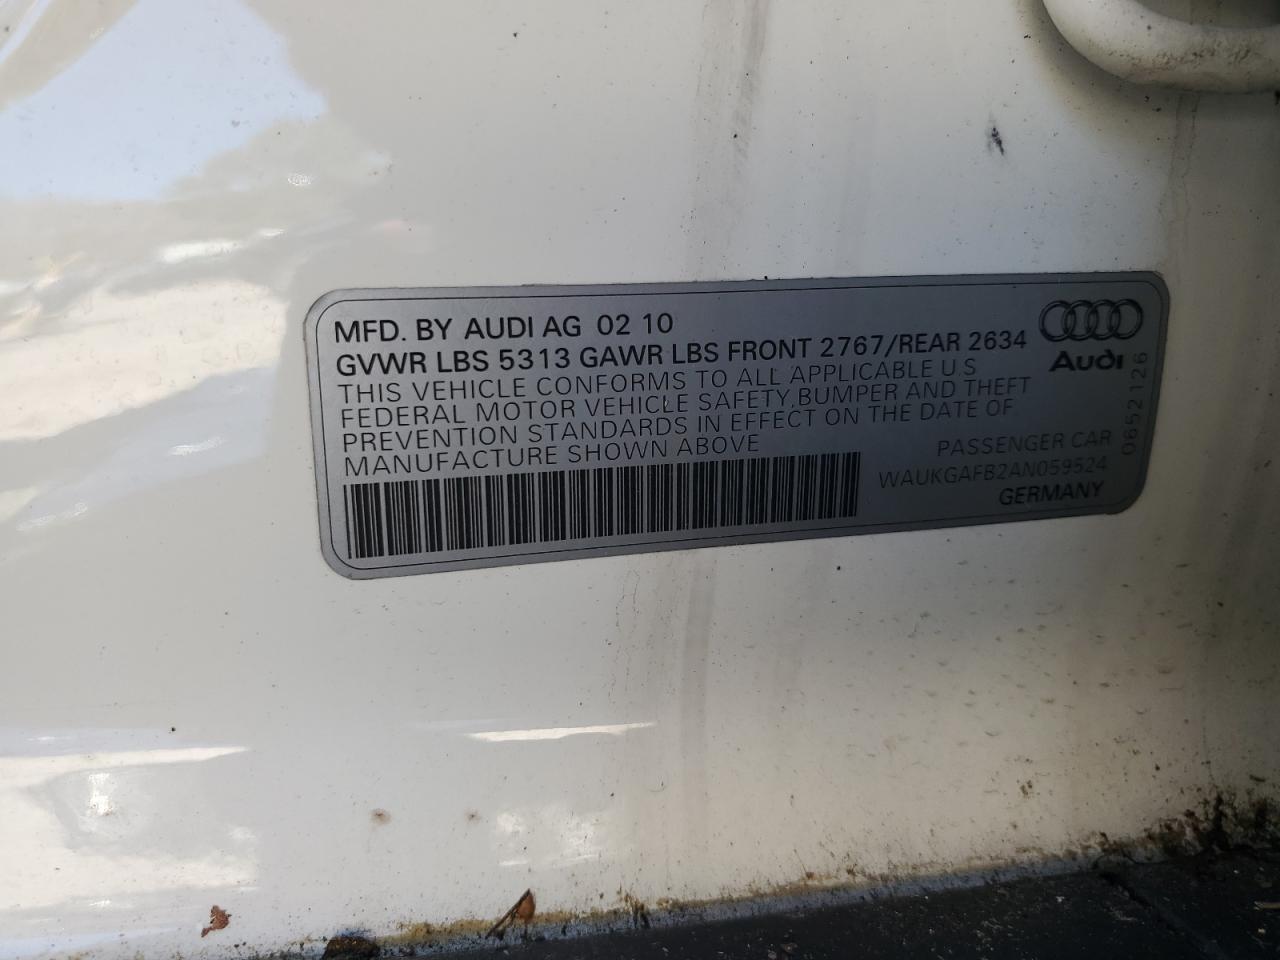 MFD. BY AUDI AG 02 10
GVWR LBS 5313 GAWR LBS FRONT 2767/REAR 2634
THIS VEHICLE CONFORMS TO ALL APPLICABLE U S
FEDERAL MOTOR VEHICLE SAFETY, BUMPER AND THEFT
PREVENTION STANDARDS IN EFFECT ON THE DATE OF
MANUFACTURE SHOWN ABOVE
Audi
0652126
PASSENGER CAR
WAUKGAFB2AN059524
GERMANY